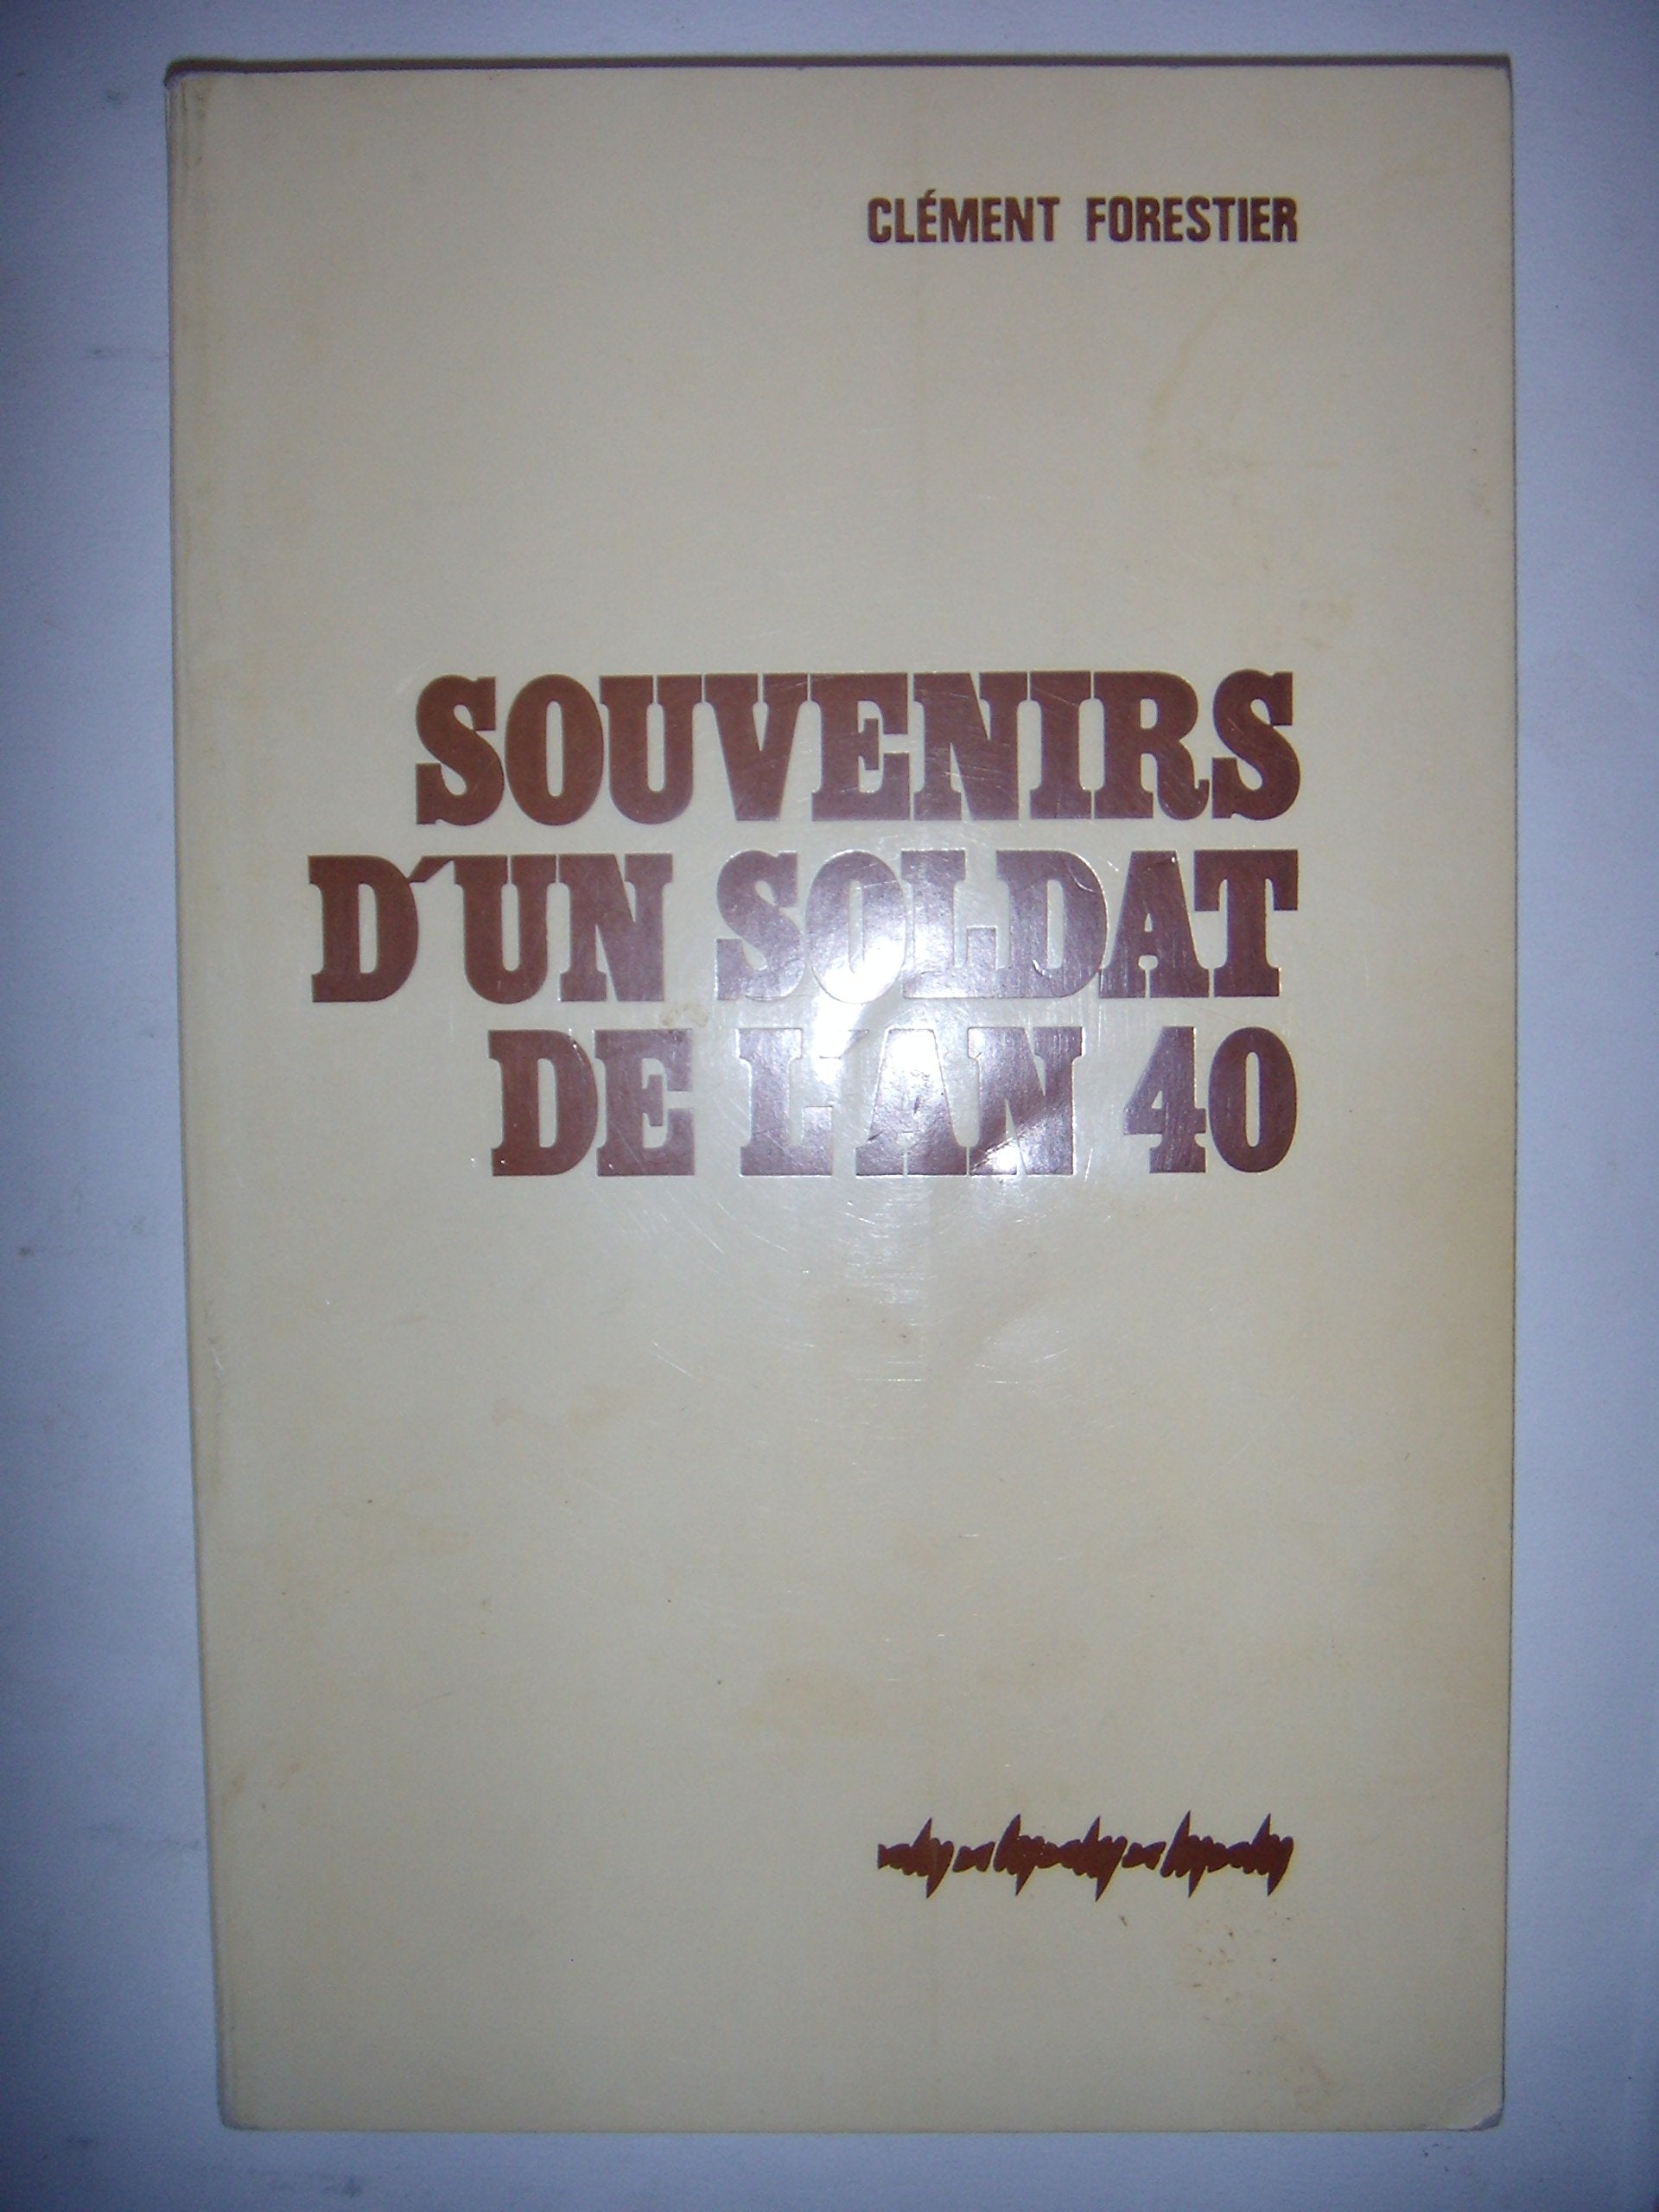 CLÉMENT FORESTIER
SOUVENIRS
D'UN SOLDAT
DE L'AN 40